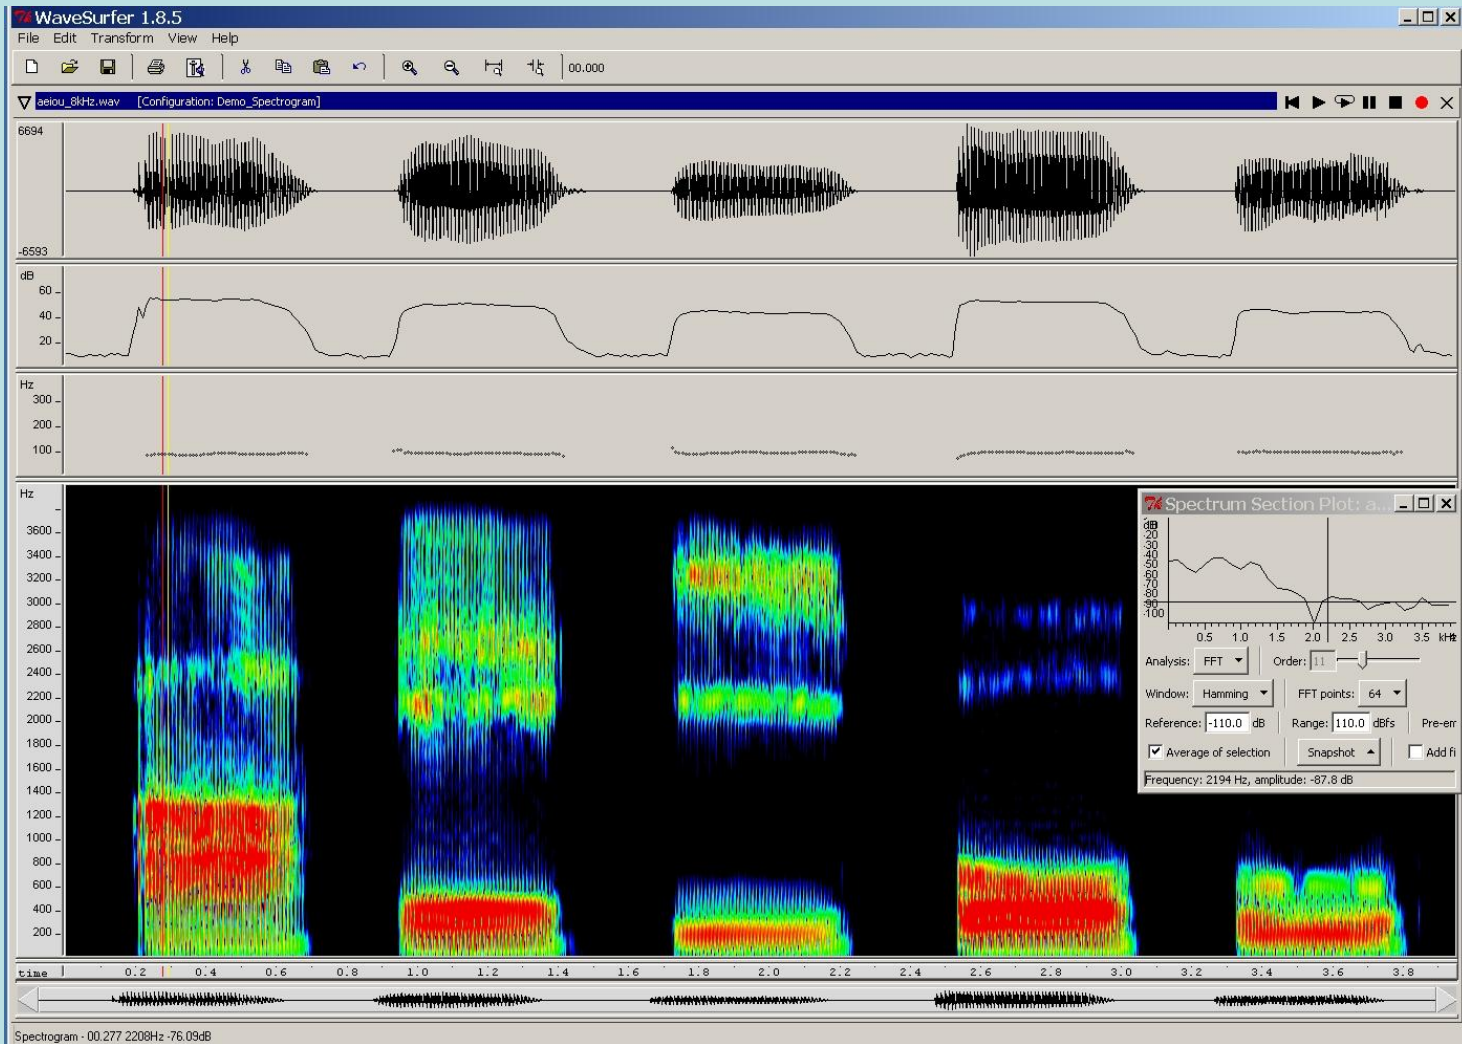 WaveSurfer 1.8.5
File Edit Transform View Help
00.000
aeiou_8kHz.wav [Configuration: Demo_Spectrogram]
6694
-6593
dB
60
40
20
Hz
300
200
100
Hz
3600
3400
3200
3000
2800
2600
2400
2200
2000
1800
1600
1400
1200
1000
800
600
400
200
Spectrum Section Plot: a...
dB
-20
-30
-40
-50
-60
-70
-80
-90
-100
0.5 1.0 1.5 2.0 2.5 3.0 3.5 kHz
Analysis: FFT Order: 11
Window: Hamming FFT points: 64
Reference: -110.0 dB Range: 110.0 dBfs Pre-em
Average of selection Snapshot Add fi
Frequency: 2194 Hz, amplitude: -87.8 dB
time 0.2 0.4 0.6 0.8 1.0 1.2 1.4 1.6 1.8 2.0 2.2 2.4 2.6 2.8 3.0 3.2 3.4 3.6 3.8
Spectrogram - 00.277 2208Hz -76.09dB